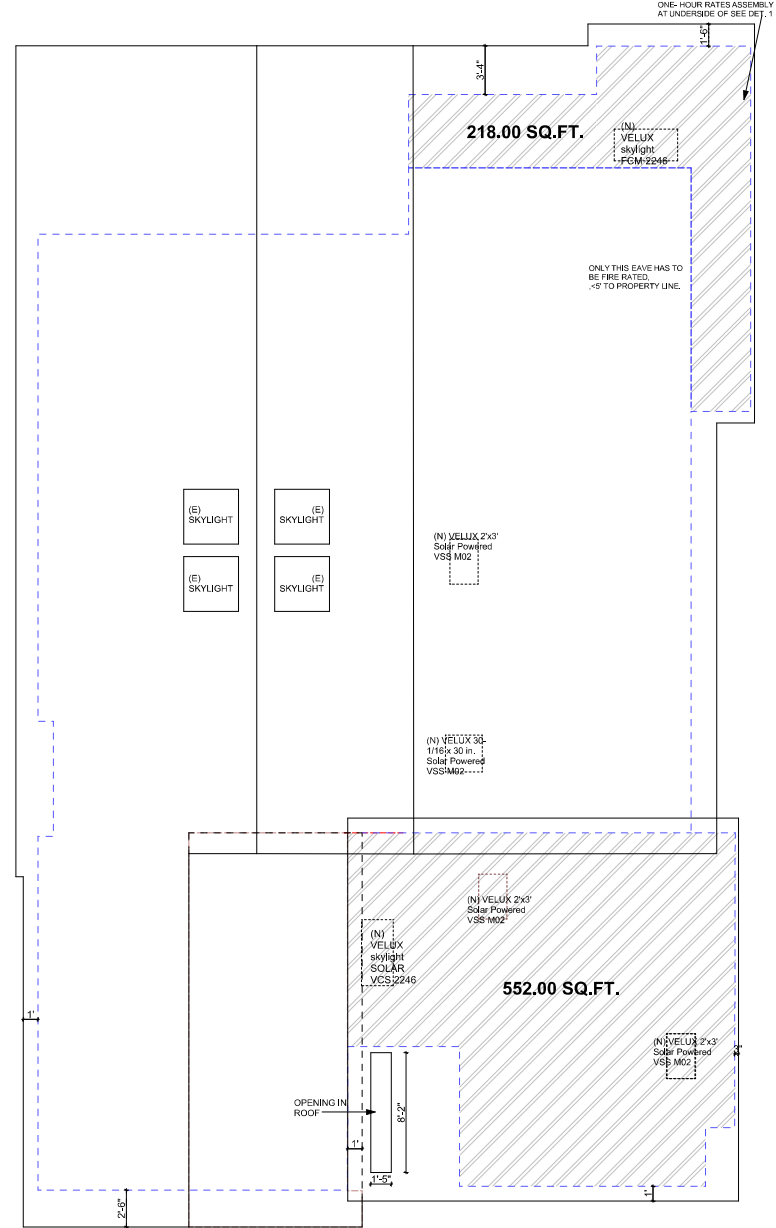 ONE- HOUR RATES ASSEMBLY
AT UNDERSIDE OF SEE DET. 1
1'-6"
3'-4"
218.00 SQ.FT.
(N)
VELUX
skylight
FCM 2246
ONLY THIS EAVE HAS TO
BE FIRE RATED,
,<5' TO PROPERTY LINE.
(E)
SKYLIGHT
(E)
SKYLIGHT
(E)
SKYLIGHT
(E)
SKYLIGHT
(N) VELUX 2'x3'
Solar Powered
VSS M02
(N) VELUX 30-
1/16 x 30 in.
Solar Powered
VSS M02
(N) VELUX 2'x3'
Solar Powered
VSS M02
(N)
VELUX
skylight
SOLAR
VCS 2246
552.00 SQ.FT.
1'
(N) VELUX 2'x3'
Solar Powered
VSS M02
3"
OPENING IN
ROOF
8'-2"
1'
1'-5"
1'
2'-6"